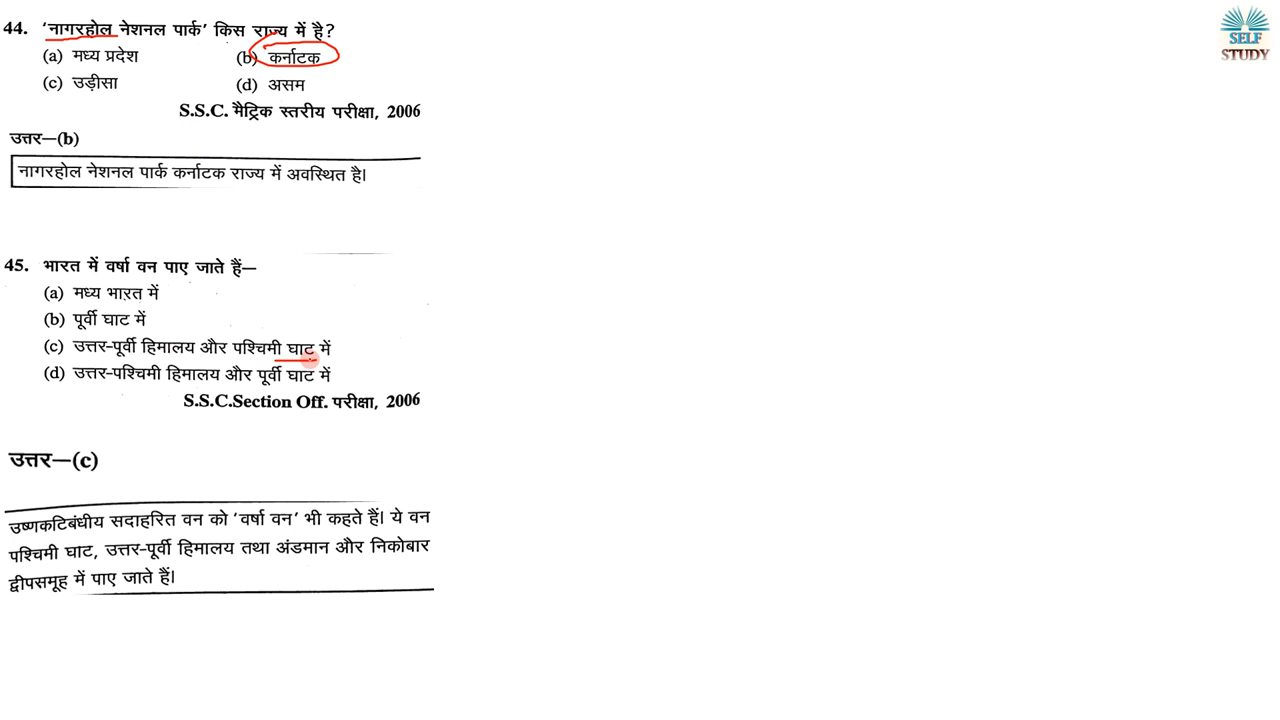 44. 'नागरहोल नेशनल पार्क' किस राज्य में है?
(a) मध्य प्रदेश (b) कर्नाटक
(c) उड़ीसा (d) असम
S.S.C. मैट्रिक स्तरीय परीक्षा, 2006
उत्तर—(b)
नागरहोल नेशनल पार्क कर्नाटक राज्य में अवस्थित है।
45. भारत में वर्षा वन पाए जाते हैं—
(a) मध्य भारत में
(b) पूर्वी घाट में
(c) उत्तर-पूर्वी हिमालय और पश्चिमी घाट में
(d) उत्तर-पश्चिमी हिमालय और पूर्वी घाट में
S.S.C.Section Off. परीक्षा, 2006
उत्तर—(c)
उष्णकटिबंधीय सदाहरित वन को 'वर्षा वन' भी कहते हैं। ये वन
पश्चिमी घाट, उत्तर-पूर्वी हिमालय तथा अंडमान और निकोबार
द्वीपसमूह में पाए जाते हैं।
SELF
STUDY